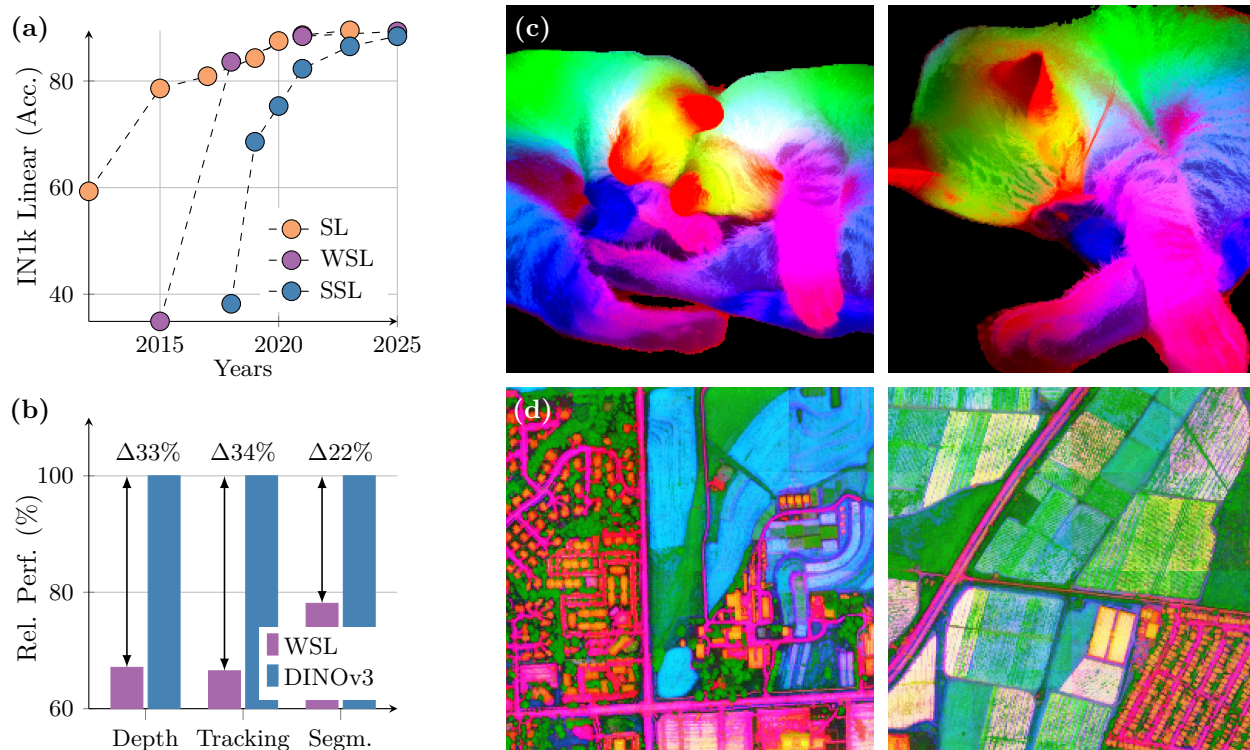 (a)
IN1k Linear (Acc.)
80
60
40
SL
WSL
SSL
2015
2020
2025
Years
(b)
Rel. Perf. (%)
100
80
60
Δ33%
Δ34%
Δ22%
WSL
DINOv3
Depth
Tracking
Segm.
(c)
(d)